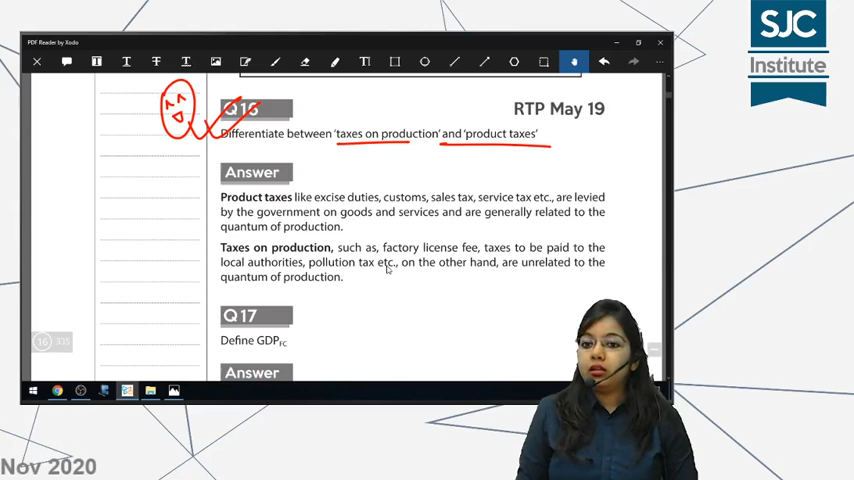 PDF Reader by Xodo
SJC
Institute
Q16
RTP May 19
Differentiate between ‘taxes on production’ and ‘product taxes’
Answer
Product taxes like excise duties, customs, sales tax, service tax etc., are levied
by the government on goods and services and are generally related to the
quantum of production.
Taxes on production, such as, factory license fee, taxes to be paid to the
local authorities, pollution tax etc., on the other hand, are unrelated to the
quantum of production.
16 335
Q17
Define GDPFC
Answer
Nov 2020